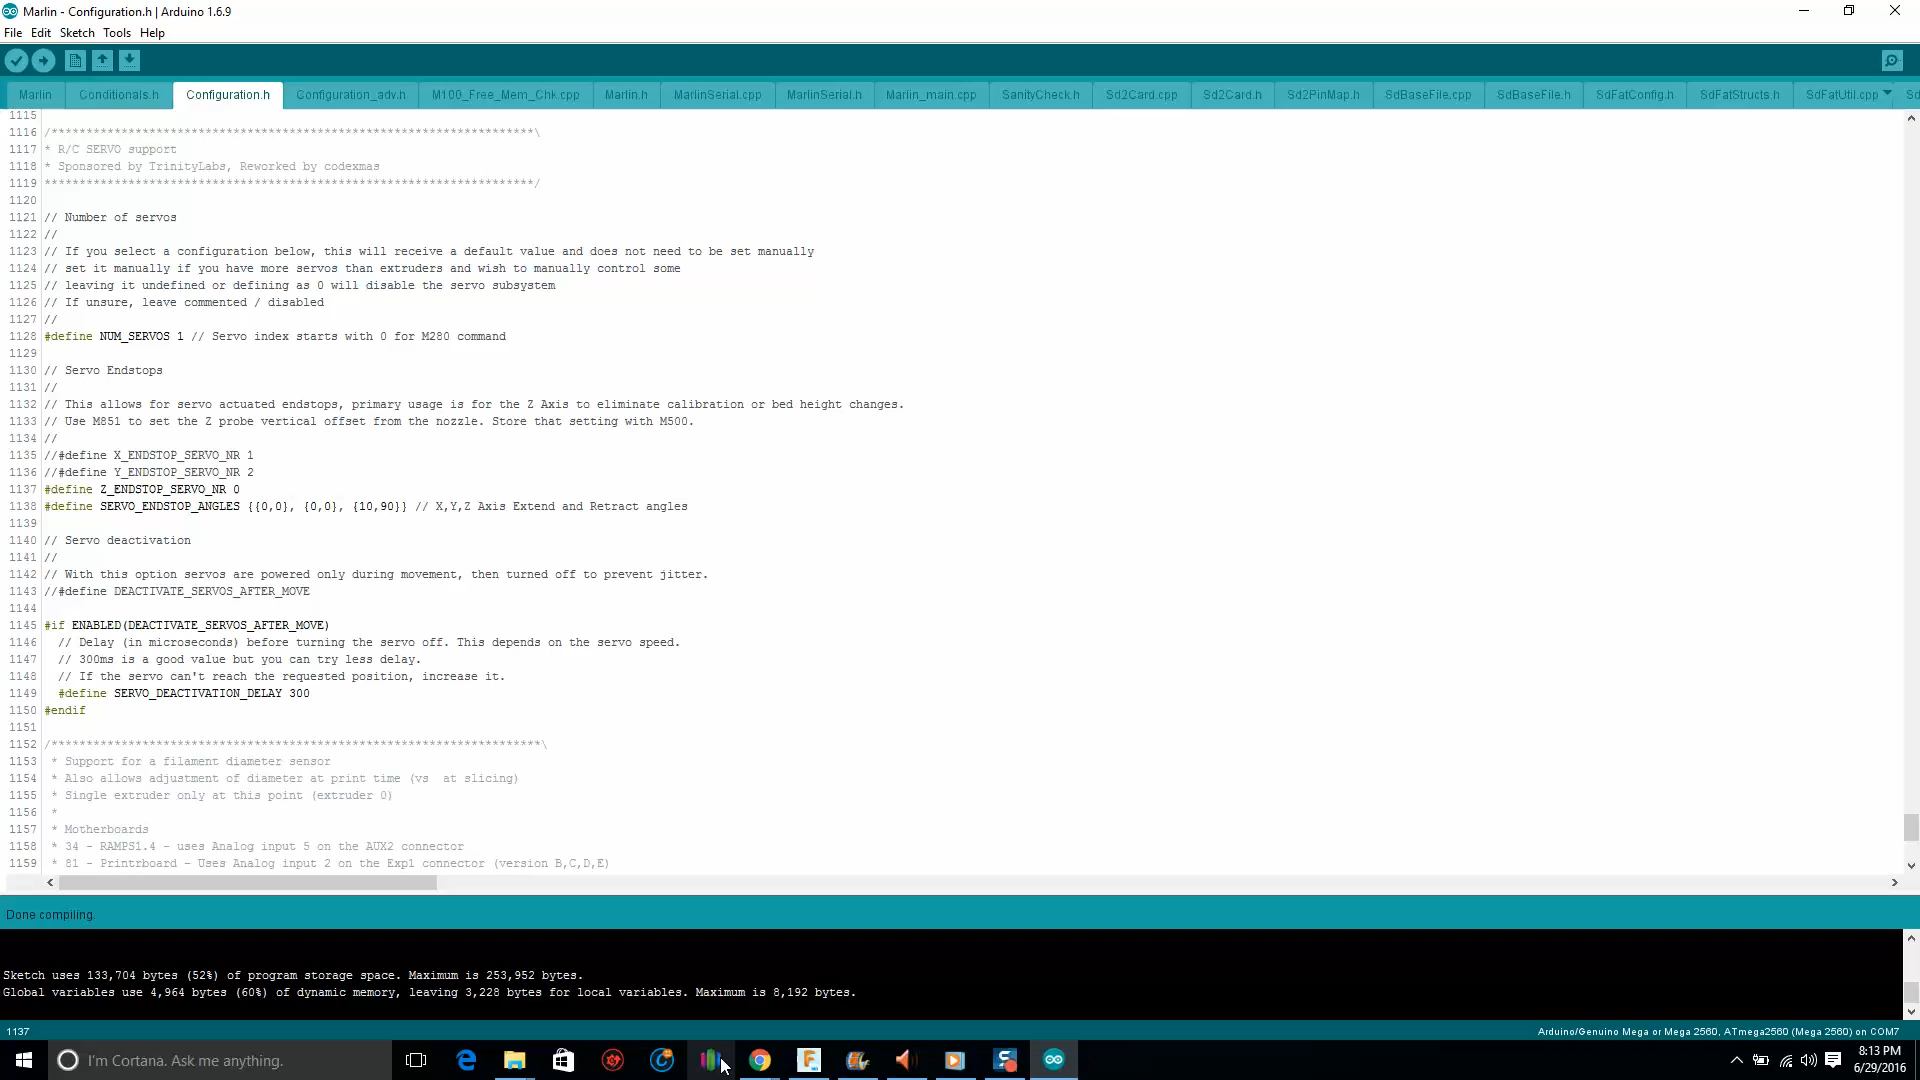 Marlin - Configuration.h | Arduino 1.6.9
File Edit Sketch Tools Help
Marlin Conditionals.h Configuration.h Configuration_adv.h M100_Free_Mem_Chk.cpp Marlin.h MarlinSerial.cpp MarlinSerial.h Marlin_main.cpp SanityCheck.h Sd2Card.cpp Sd2Card.h Sd2PinMap.h SdBaseFile.cpp SdBaseFile.h SdFatConfig.h SdFatStructs.h SdFatUtil.cpp Sd
1115
1116 /*********************************************************************\
1117 * R/C SERVO support
1118 * Sponsored by TrinityLabs, Reworked by codexmas
1119 **********************************************************************/
1120
1121 // Number of servos
1122 //
1123 // If you select a configuration below, this will receive a default value and does not need to be set manually
1124 // set it manually if you have more servos than extruders and wish to manually control some
1125 // leaving it undefined or defining as 0 will disable the servo subsystem
1126 // If unsure, leave commented / disabled
1127 //
1128 #define NUM_SERVOS 1 // Servo index starts with 0 for M280 command
1129
1130 // Servo Endstops
1131 //
1132 // This allows for servo actuated endstops, primary usage is for the Z Axis to eliminate calibration or bed height changes.
1133 // Use M851 to set the Z probe vertical offset from the nozzle. Store that setting with M500.
1134 //
1135 //#define X_ENDSTOP_SERVO_NR 1
1136 //#define Y_ENDSTOP_SERVO_NR 2
1137 #define Z_ENDSTOP_SERVO_NR 0
1138 #define SERVO_ENDSTOP_ANGLES {{0,0}, {0,0}, {10,90}} // X,Y,Z Axis Extend and Retract angles
1139
1140 // Servo deactivation
1141 //
1142 // With this option servos are powered only during movement, then turned off to prevent jitter.
1143 //#define DEACTIVATE_SERVOS_AFTER_MOVE
1144
1145 #if ENABLED(DEACTIVATE_SERVOS_AFTER_MOVE)
1146 // Delay (in microseconds) before turning the servo off. This depends on the servo speed.
1147 // 300ms is a good value but you can try less delay.
1148 // If the servo can't reach the requested position, increase it.
1149 #define SERVO_DEACTIVATION_DELAY 300
1150 #endif
1151
1152 /**********************************************************************\
1153 * Support for a filament diameter sensor
1154 * Also allows adjustment of diameter at print time (vs at slicing)
1155 * Single extruder only at this point (extruder 0)
1156 *
1157 * Motherboards
1158 * 34 - RAMPS1.4 - uses Analog input 5 on the AUX2 connector
1159 * 81 - Printrboard - Uses Analog input 2 on the Exp1 connector (version B,C,D,E)
Done compiling.
Sketch uses 133,704 bytes (52%) of program storage space. Maximum is 253,952 bytes.
Global variables use 4,964 bytes (60%) of dynamic memory, leaving 3,228 bytes for local variables. Maximum is 8,192 bytes.
1137 Arduino/Genuino Mega or Mega 2560, ATmega2560 (Mega 2560) on COM7
I'm Cortana. Ask me anything.
8:13 PM
6/29/2016